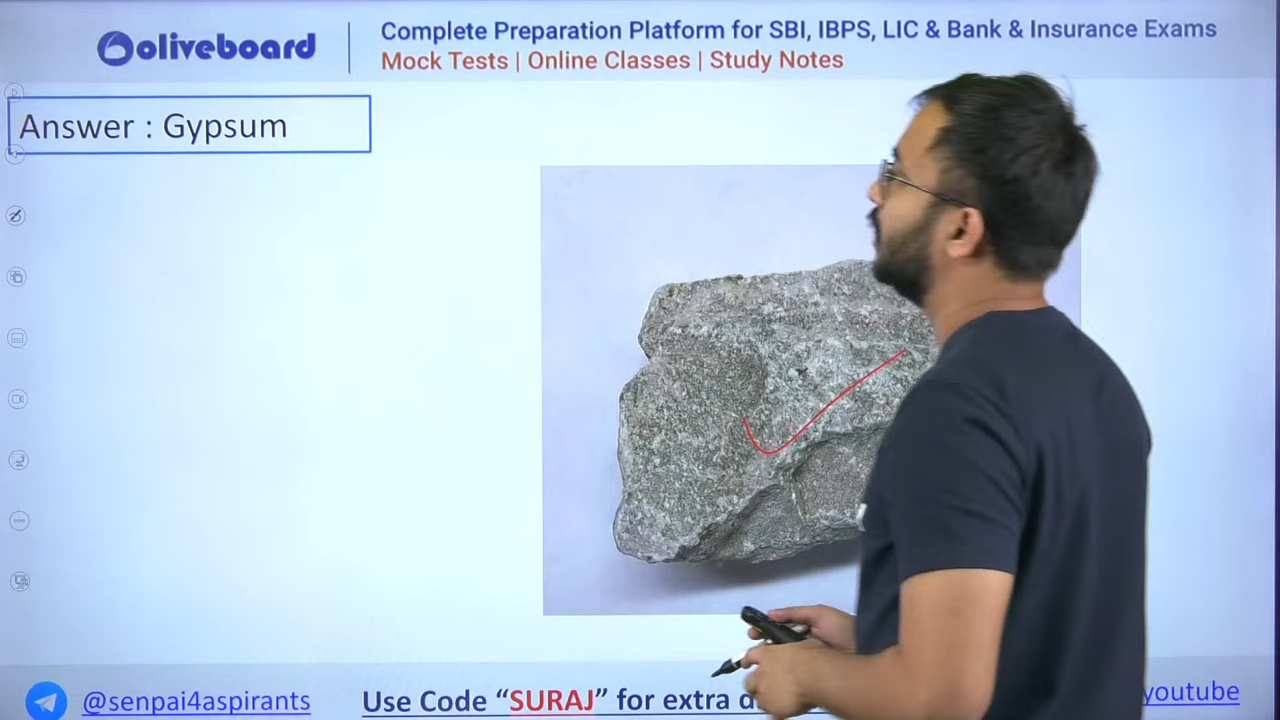 oliveboard
Complete Preparation Platform for SBI, IBPS, LIC & Bank & Insurance Exams
Mock Tests | Online Classes | Study Notes
Answer : Gypsum
@senpai4aspirants
Use Code “SURAJ” for extra
youtube